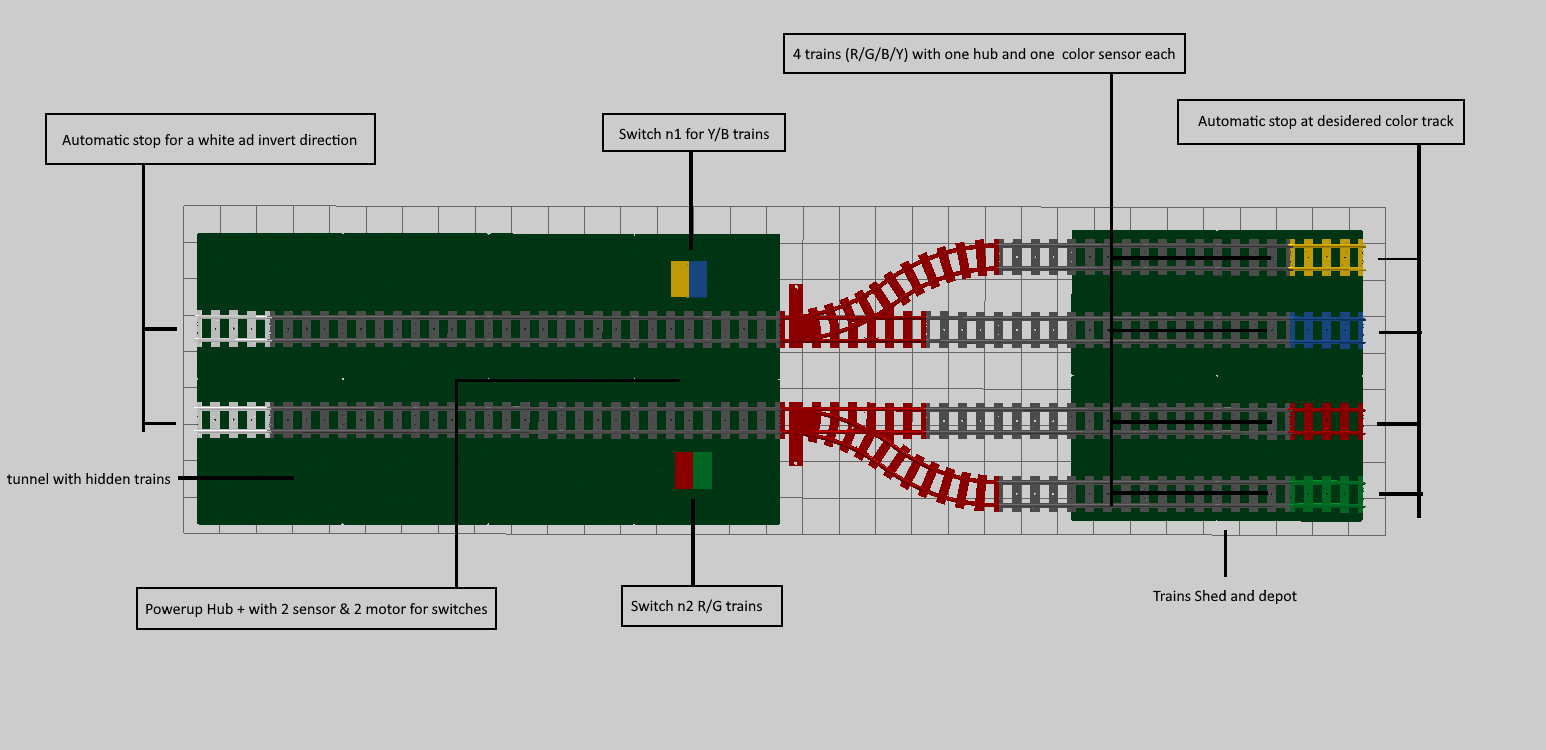 4 trains (R/G/B/Y) with one hub and one color sensor each
Automatic stop at desidered color track
Automatic stop for a white ad invert direction
Switch n1 for Y/B trains
tunnel with hidden trains
Powerup Hub + with 2 sensor & 2 motor for switches
Switch n2 R/G trains
Trains Shed and depot